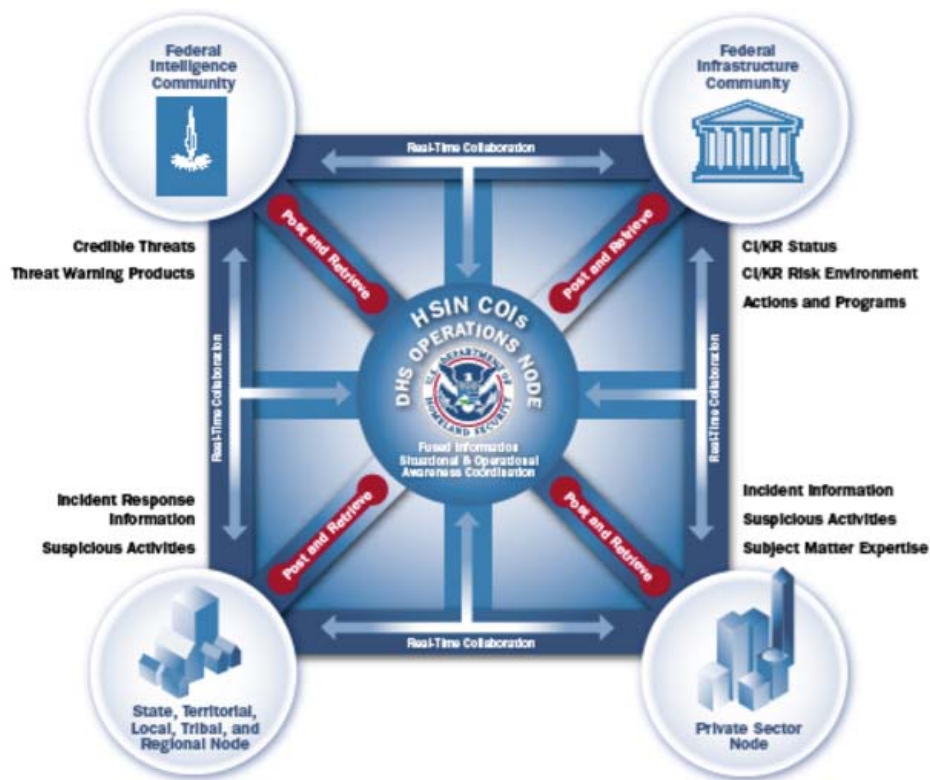 Federal
Intelligence
Community
Federal
Infrastructure
Community
Real-Time Collaboration
Post and Retrieve
Post and Retrieve
Credible Threats
Threat Warning Products
CI/KR Status
CI/KR Risk Environment
Actions and Programs
HSIN COIs
DHS OPERATIONS NODE
U.S. DEPARTMENT OF
HOMELAND SECURITY
Fused Information
Situational & Operational
Awareness Coordination
Real-Time Collaboration
Real-Time Collaboration
Incident Response
Information
Suspicious Activities
Incident Information
Suspicious Activities
Subject Matter Expertise
Post and Retrieve
Post and Retrieve
Real-Time Collaboration
State, Territorial,
Local, Tribal, and
Regional Node
Private Sector
Node